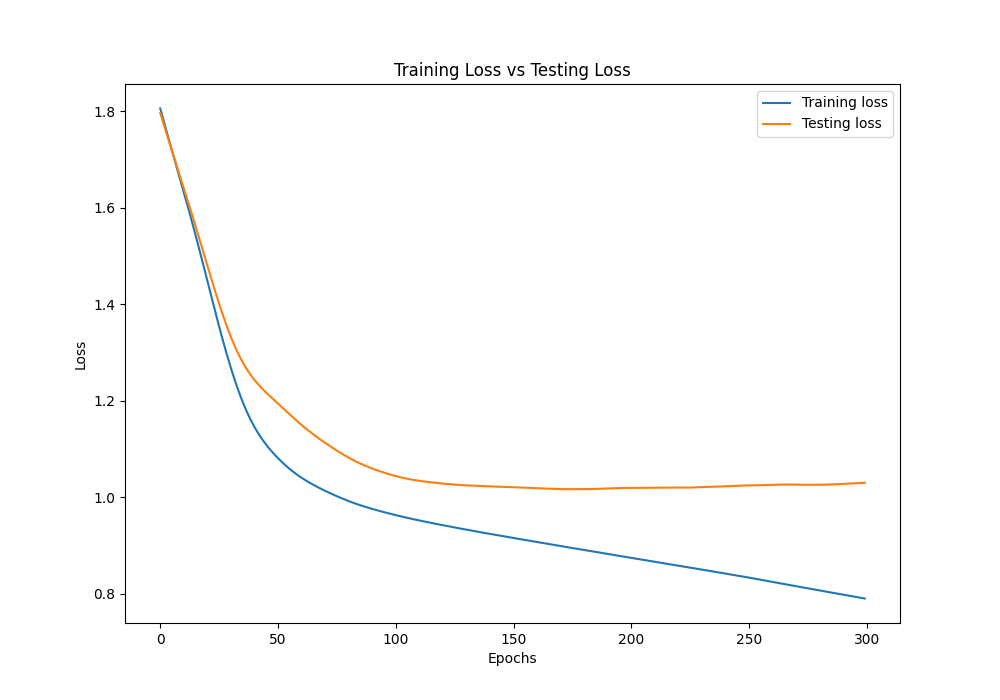 Training Loss vs Testing Loss
Training loss
Testing loss
1.8
1.6
1.4
1.2
1.0
0.8
Loss
0 50 100 150 200 250 300
Epochs